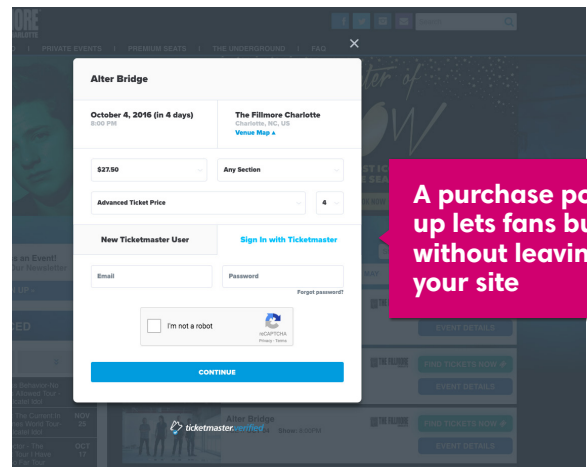 PRIVATE EVENTS | PREMIUM SEATS | THE UNDERGROUND | FAQ
Alter Bridge
October 4, 2016 (in 4 days)
8:00 PM
The Fillmore Charlotte
Charlotte, NC, US
Venue Map
$27.50
Any Section
Advanced Ticket Price
4
New Ticketmaster User
Sign In with Ticketmaster
Email
Password
Forgot password?
I'm not a robot
reCAPTCHA
Privacy - Terms
CONTINUE
ticketmaster verified
A purchase po
up lets fans bu
without leavin
your site
EVENT DETAILS
FIND TICKETS NOW
EVENT DETAILS
NOV
25
OCT
17
Alter Bridge
Show: 8:00PM
FIND TICKETS NOW
EVENT DETAILS